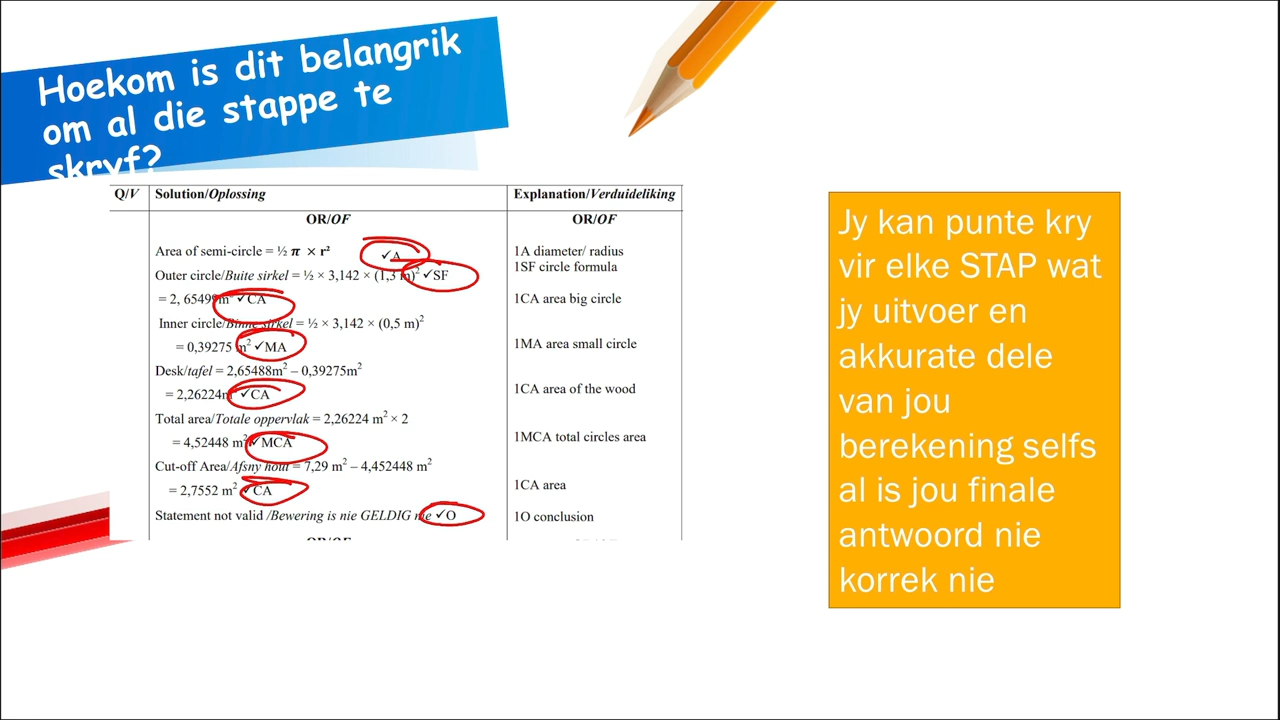 Hoekom is dit belangrik
om al die stappe te
skryf?
Q/V Solution/Oplossing Explanation/Verduideliking
OR/OF OR/OF
Area of semi-circle = ½ π × r² ✓A 1A diameter/ radius
Outer circle/Buite sirkel = ½ × 3,142 × (1,3 m)² ✓SF 1SF circle formula
= 2, 65499m² ✓CA 1CA area big circle
Inner circle/Binne sirkel = ½ × 3,142 × (0,5 m)²
= 0,39275 m² ✓MA 1MA area small circle
Desk/tafel = 2,65488m² – 0,39275m²
= 2,26224m² ✓CA 1CA area of the wood
Total area/Totale oppervlak = 2,26224 m² × 2
= 4,52448 m² ✓MCA 1MCA total circles area
Cut-off Area/Afsny hout = 7,29 m² – 4,452448 m²
= 2,7552 m² ✓CA 1CA area
Statement not valid /Bewering is nie GELDIG nie ✓O 1O conclusion
OR/OF
Jy kan punte kry
vir elke STAP wat
jy uitvoer en
akkurate dele
van jou
berekening selfs
al is jou finale
antwoord nie
korrek nie